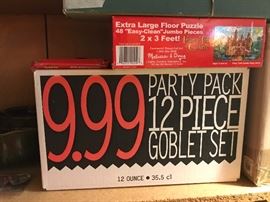 Extra Large Floor Puzzle
48 "Easy-Clean" Jumbo Pieces
2 x 3 Feet!
Melissa & Doug
9.99
PARTY PACK
12 PIECE
GOBLET SET
12 OUNCE • 35.5 cl